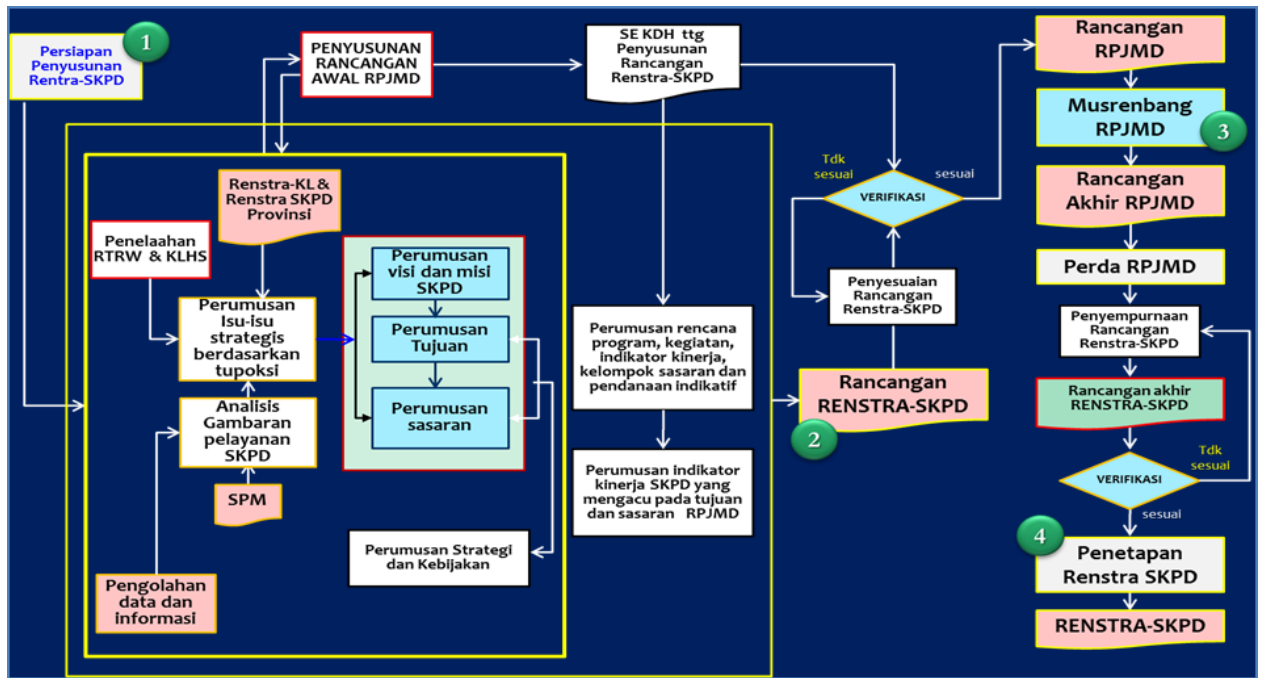 Persiapan
Penyusunan
Rentra-SKPD
1
PENYUSUNAN
RANCANGAN
AWAL RPJMD
SE KDH ttg
Penyusunan
Rancangan
Renstra-SKPD
Renstra-KL &
Renstra SKPD
Provinsi
Penelaahan
RTRW & KLHS
Perumusan
Isu-isu
strategis
berdasarkan
tupoksi
Analisis
Gambaran
pelayanan
SKPD
SPM
Pengolahan
data dan
informasi
Perumusan
visi dan misi
SKPD
Perumusan
Tujuan
Perumusan
sasaran
Perumusan Strategi
dan Kebijakan
Perumusan rencana
program, kegiatan,
indikator kinerja,
kelompok sasaran dan
pendanaan indikatif
Perumusan indikator
kinerja SKPD yang
mengacu pada tujuan
dan sasaran RPJMD
Rancangan
RENSTRA-SKPD
2
Penyesuaian
Rancangan
Renstra-SKPD
Tdk
sesuai
sesuai
VERIFIKASI
Rancangan
RPJMD
Musrenbang
RPJMD
3
Rancangan
Akhir RPJMD
Perda RPJMD
Penyempurnaan
Rancangan
Renstra-SKPD
Rancangan akhir
RENSTRA-SKPD
VERIFIKASI
Tdk
sesuai
sesuai
4
Penetapan
Renstra SKPD
RENSTRA-SKPD